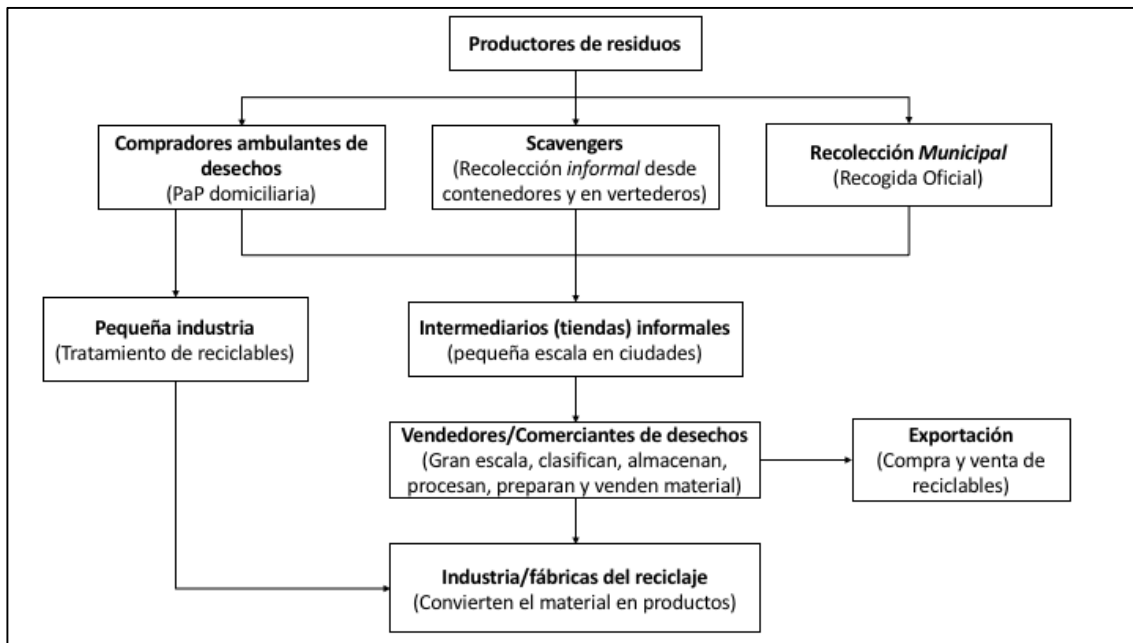 Productores de residuos
Compradores ambulantes de
desechos
(PaP domiciliaria)
Scavengers
(Recolección informal desde
contenedores y en vertederos)
Recolección Municipal
(Recogida Oficial)
Pequeña industria
(Tratamiento de reciclables)
Intermediarios (tiendas) informales
(pequeña escala en ciudades)
Vendedores/Comerciantes de desechos
(Gran escala, clasifican, almacenan,
procesan, preparan y venden material)
Exportación
(Compra y venta de
reciclables)
Industria/fábricas del reciclaje
(Convierten el material en productos)